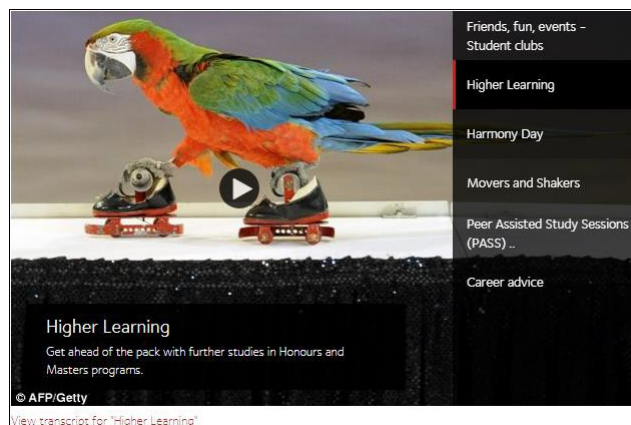 Friends, fun, events –
Student clubs
Higher Learning
Harmony Day
Movers and Shakers
Peer Assisted Study Sessions
(PASS) ..
Career advice
Higher Learning
Get ahead of the pack with further studies in Honours and
Masters programs.
© AFP/Getty
View transcript for "Higher Learning"